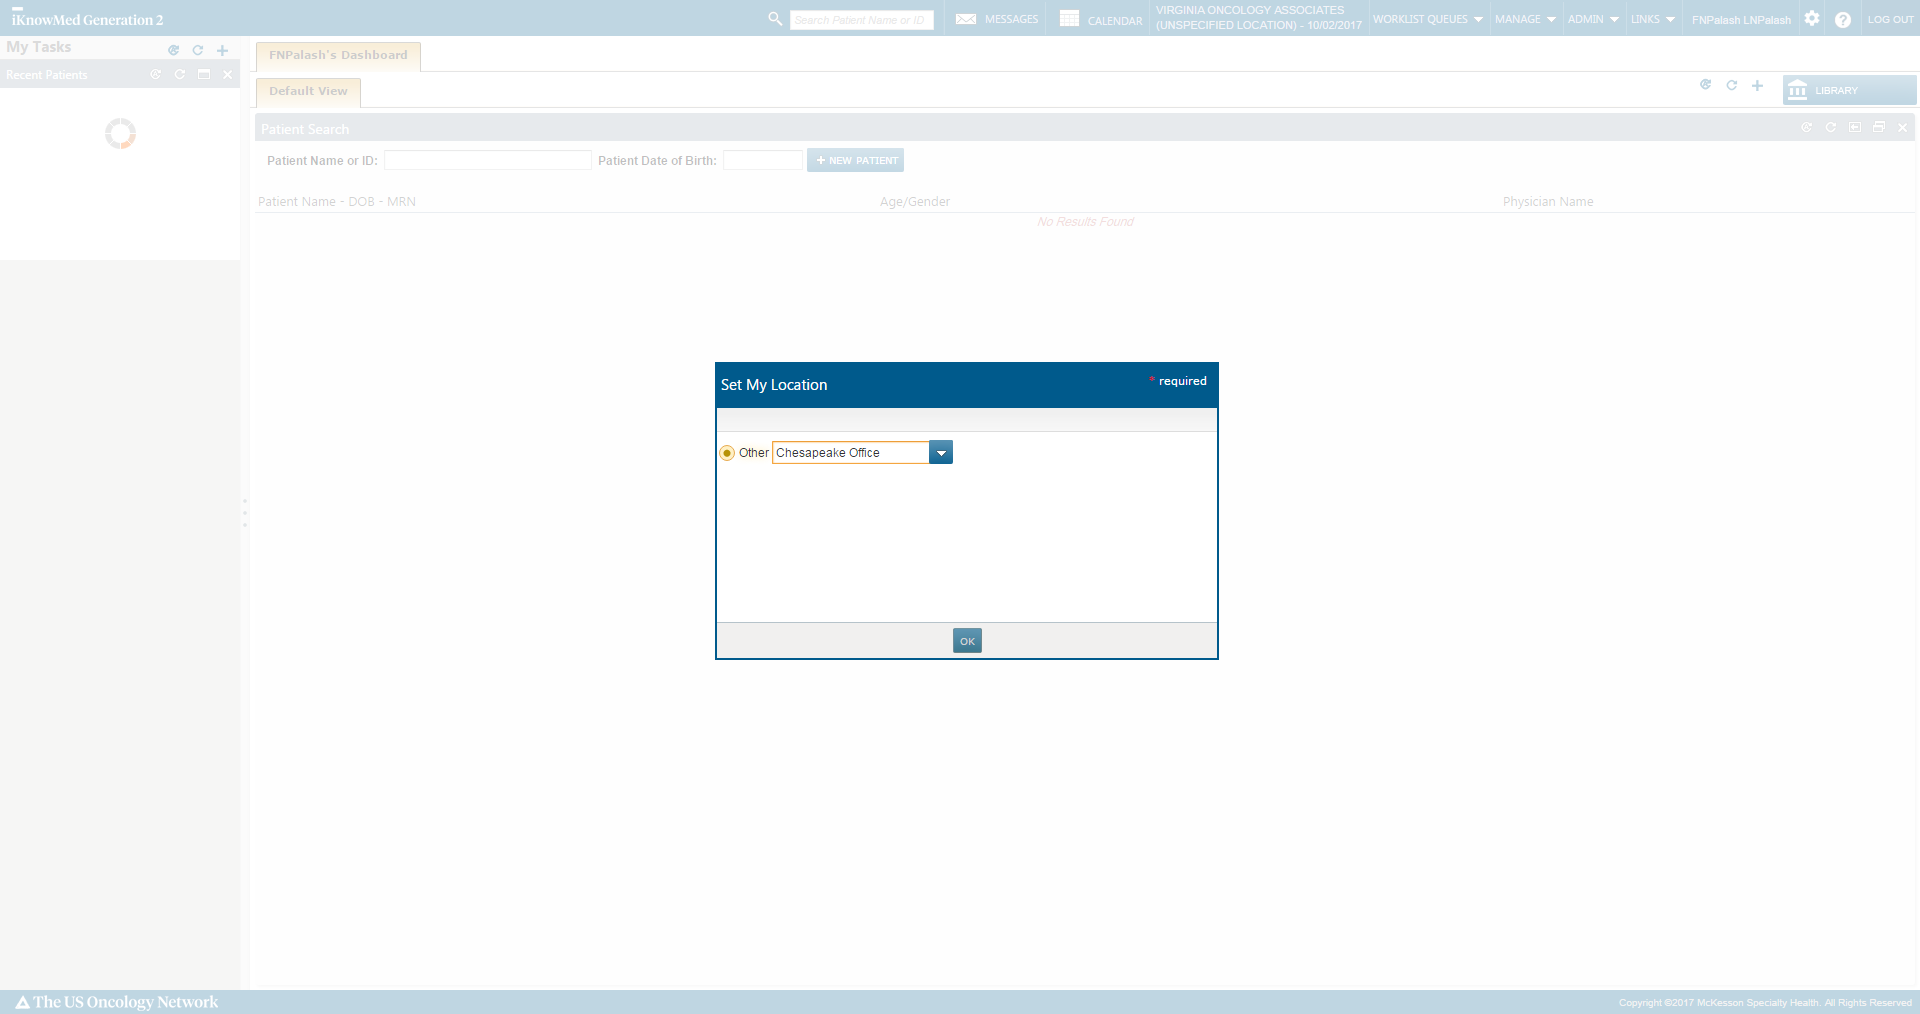 iKnowMed Generation 2
Search Patient Name or ID
MESSAGES
CALENDAR
VIRGINIA ONCOLOGY ASSOCIATES
(UNSPECIFIED LOCATION) - 10/02/2017
WORKLIST QUEUES
MANAGE
ADMIN
LINKS
FNPalash LNPalash
LOG OUT
My Tasks
Recent Patients
FNPalash's Dashboard
Default View
LIBRARY
Patient Search
Patient Name or ID:
Patient Date of Birth:
+ NEW PATIENT
Patient Name - DOB - MRN
Age/Gender
Physician Name
No Results Found
Set My Location
* required
Other
Chesapeake Office
OK
The US Oncology Network
Copyright ©2017 McKesson Specialty Health. All Rights Reserved